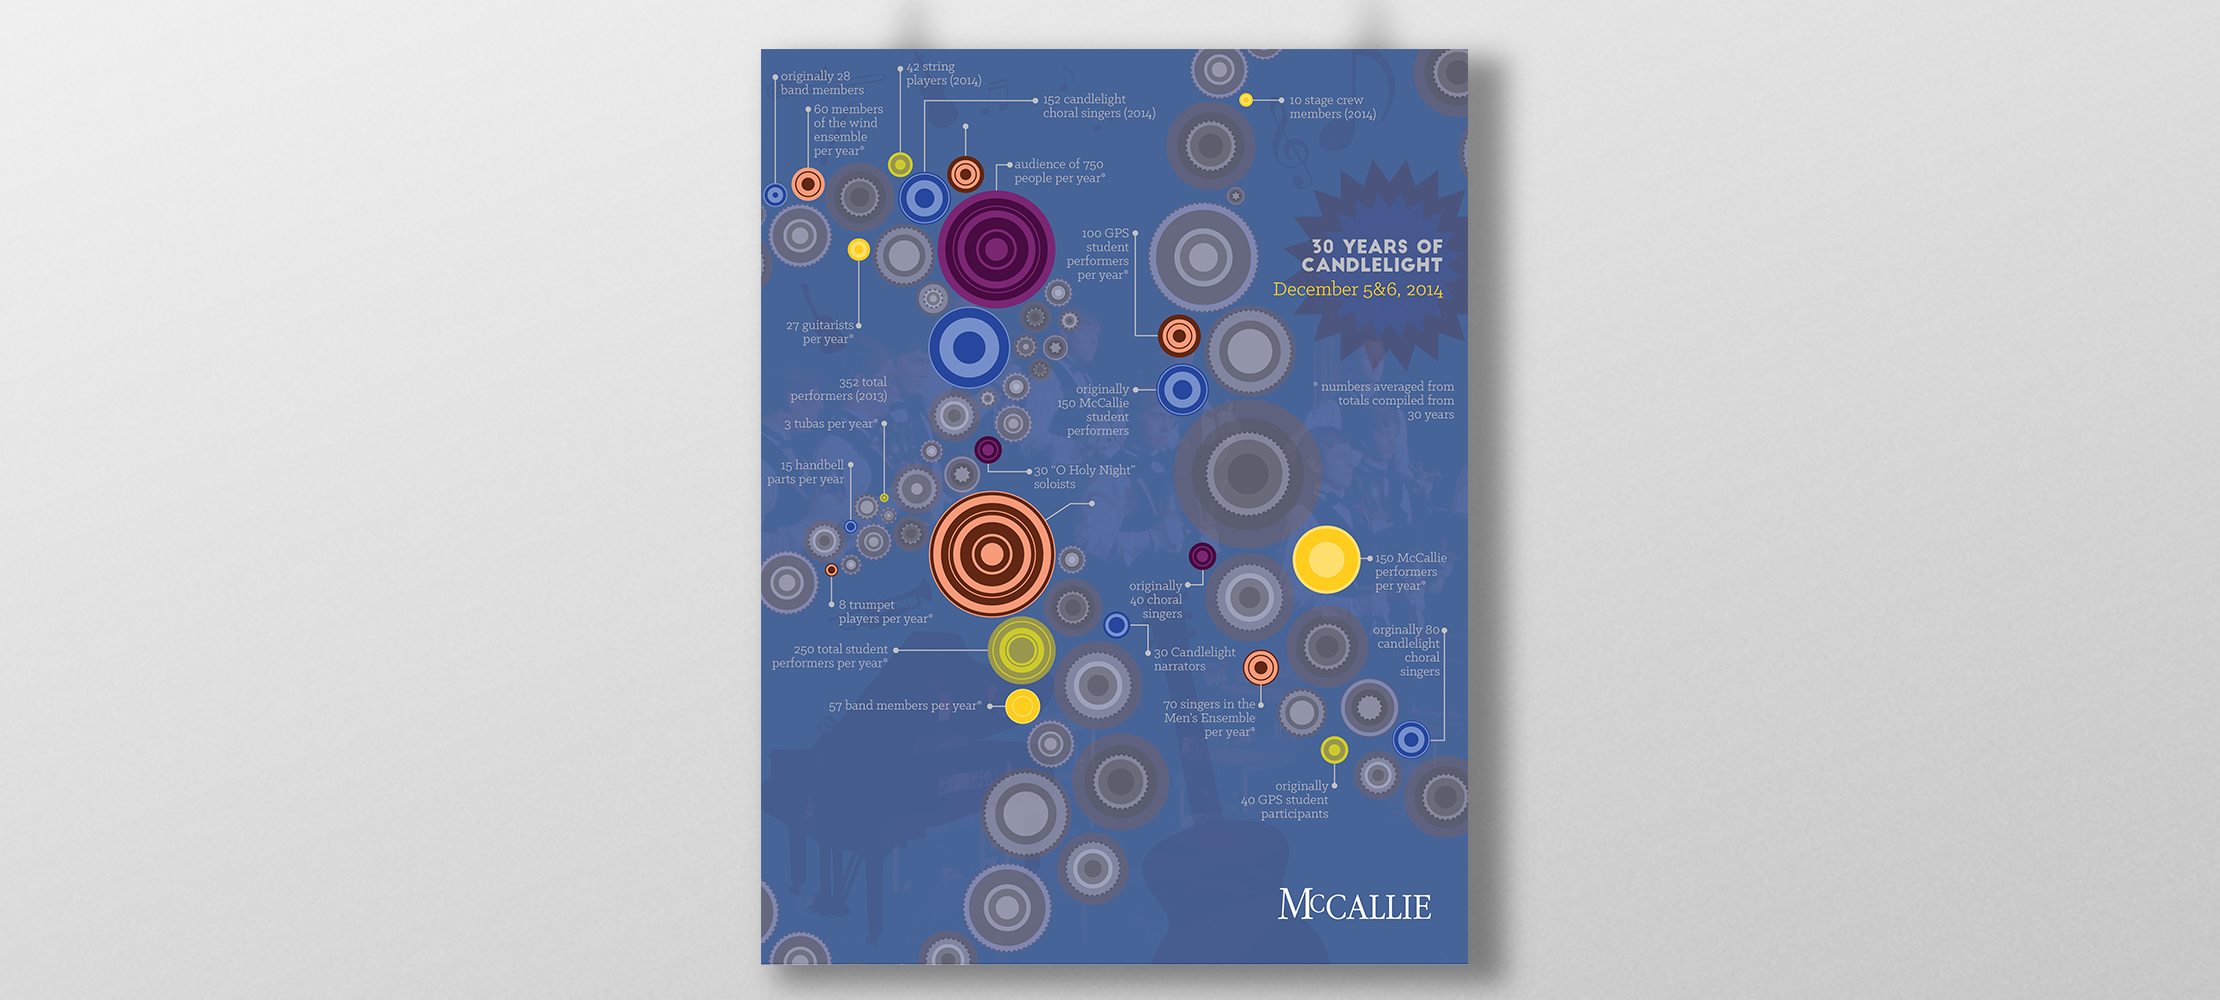 originally 28
band members
60 members
of the wind
ensemble
per year*
42 string
players (2014)
152 candlelight
choral singers (2014)
audience of 750
people per year*
10 stage crew
members (2014)
100 GPS
student
performers
per year*
30 YEARS OF
CANDLELIGHT
December 5&6, 2014
27 guitarists
per year*
352 total
performers (2013)
originally
150 McCallie
student
performers
* numbers averaged from
totals compiled from
30 years
3 tubas per year*
15 handbell
parts per year
30 “O Holy Night”
soloists
8 trumpet
players per year*
originally
40 choral
singers
150 McCallie
performers
per year*
250 total student
performers per year*
30 Candlelight
narrators
orginally 80
candlelight
choral
singers
57 band members per year*
70 singers in the
Men's Ensemble
per year*
originally
40 GPS student
participants
McCALLIE